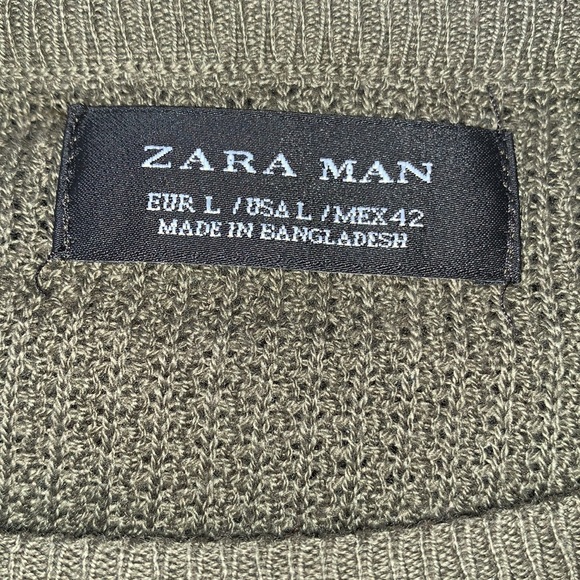 ZARA MAN
EUR L / USA L / MEX 42
MADE IN BANGLADESH